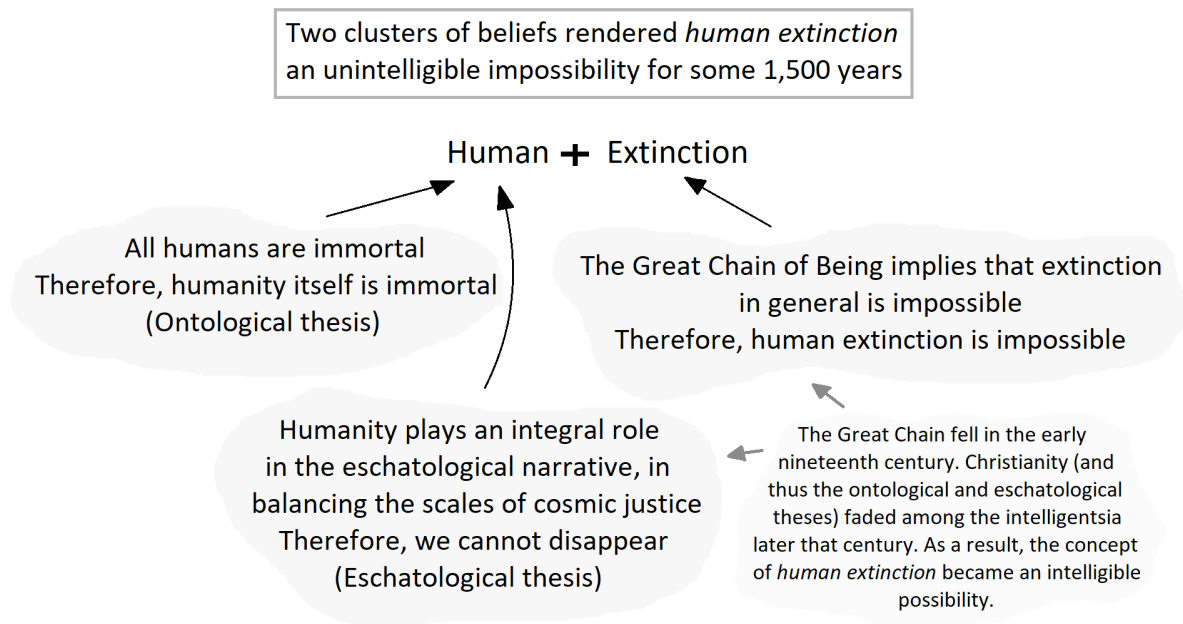 Two clusters of beliefs rendered human extinction
an unintelligible impossibility for some 1,500 years
Human + Extinction
All humans are immortal
Therefore, humanity itself is immortal
(Ontological thesis)
The Great Chain of Being implies that extinction
in general is impossible
Therefore, human extinction is impossible
Humanity plays an integral role
in the eschatological narrative, in
balancing the scales of cosmic justice
Therefore, we cannot disappear
(Eschatological thesis)
The Great Chain fell in the early
nineteenth century. Christianity (and
thus the ontological and eschatological
theses) faded among the intelligentsia
later that century. As a result, the concept
of human extinction became an intelligible
possibility.